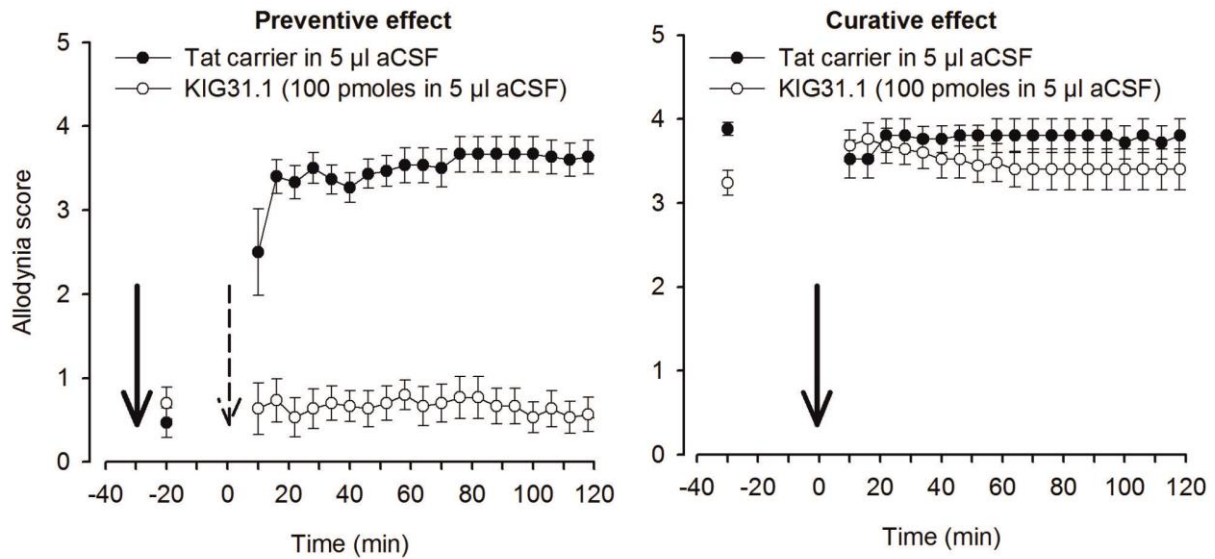 Preventive effect
Tat carrier in 5 µl aCSF
KIG31.1 (100 pmoles in 5 µl aCSF)
Allodynia score
5
4
3
2
1
0
-40 -20 0 20 40 60 80 100 120
Time (min)
Curative effect
Tat carrier in 5 µl aCSF
KIG31.1 (100 pmoles in 5 µl aCSF)
5
4
3
2
1
0
-40 -20 0 20 40 60 80 100 120
Time (min)